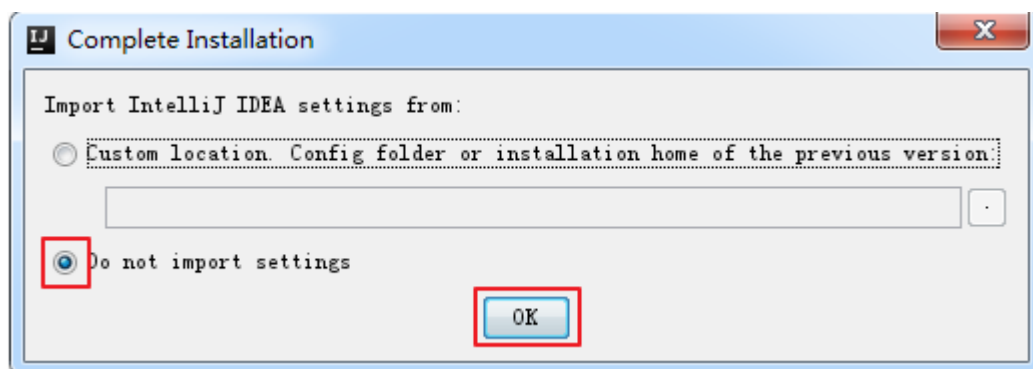 IJ Complete Installation
Import IntelliJ IDEA settings from:
Custom location. Config folder or installation home of the previous version:
.
Do not import settings
OK